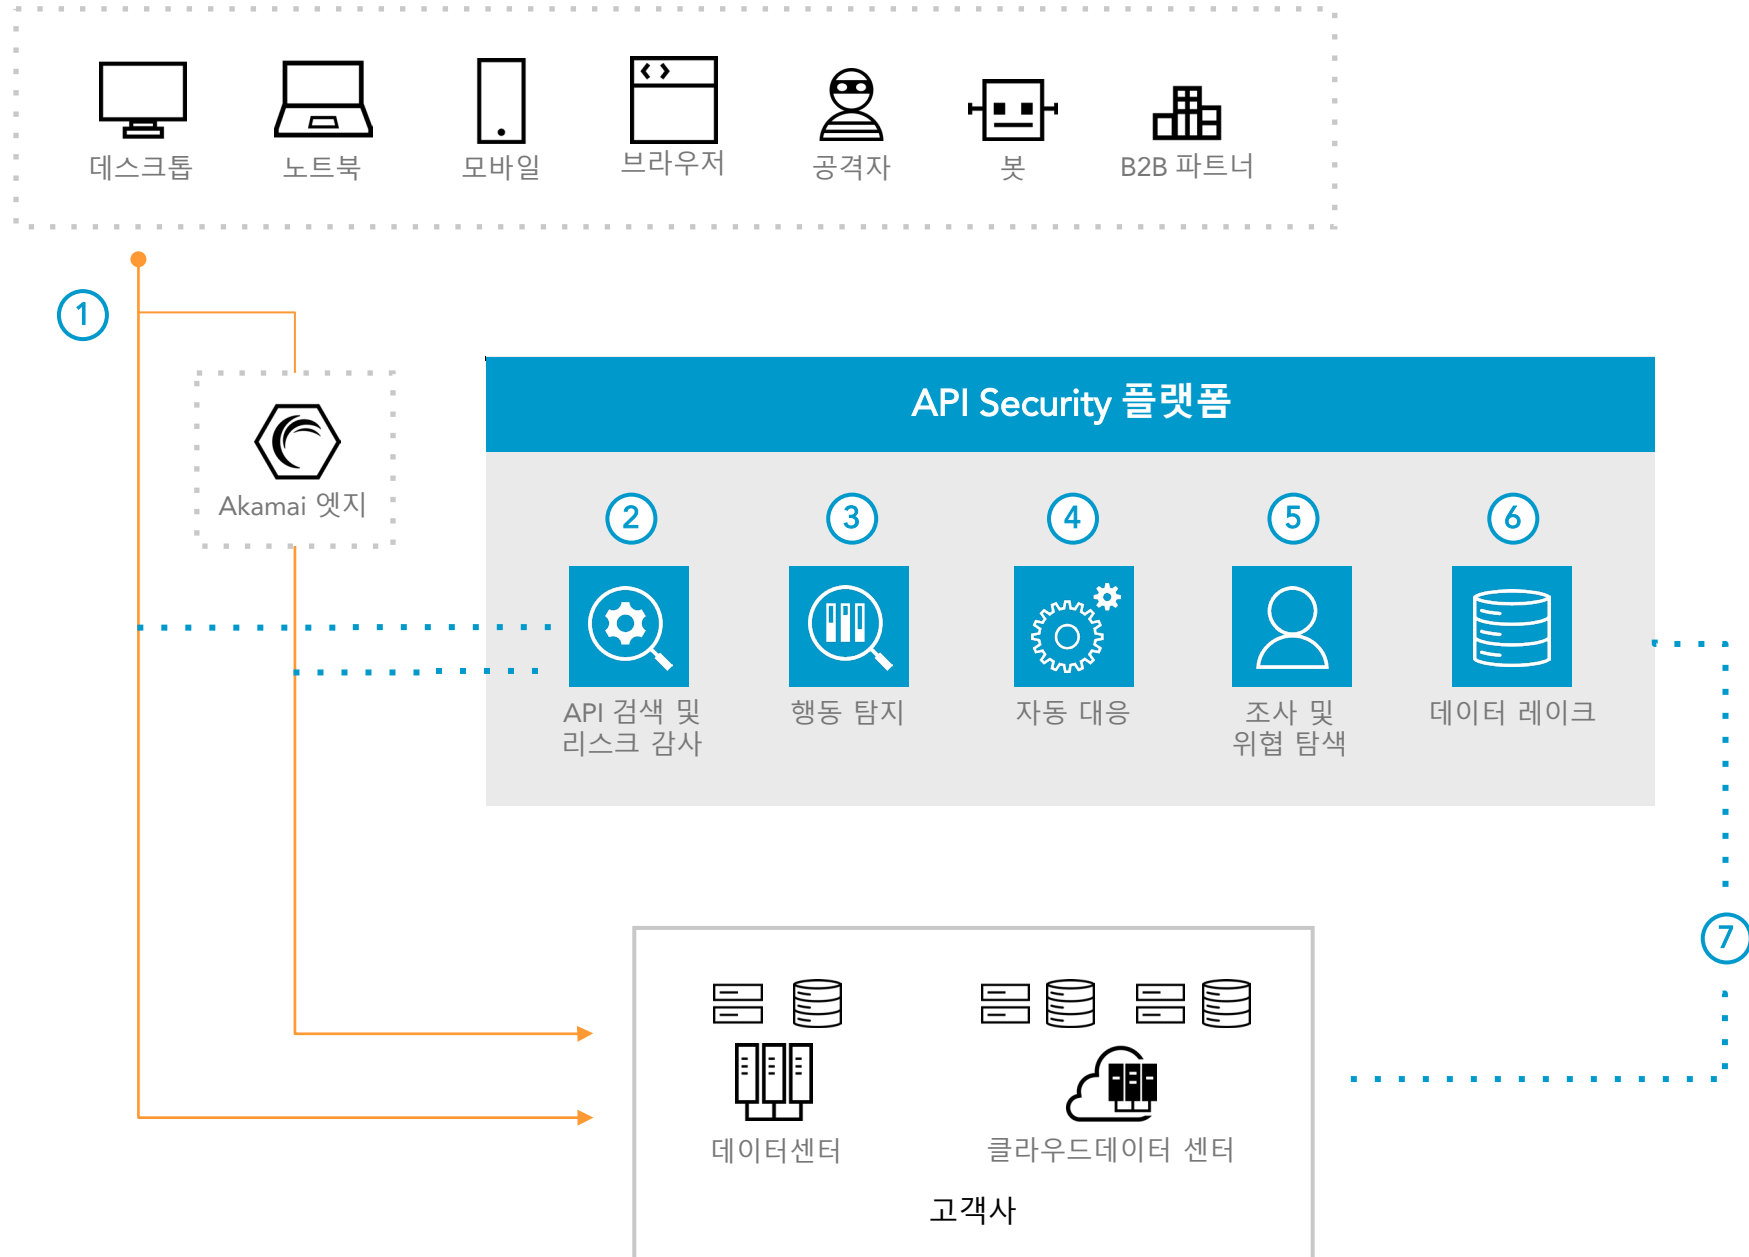 데스크톱
노트북
모바일
브라우저
공격자
봇
B2B 파트너
1
Akamai 엣지
API Security 플랫폼
2
3
4
5
6
API 검색 및
리스크 감사
행동 탐지
자동 대응
조사 및
위협 탐색
데이터 레이크
7
데이터센터
클라우드데이터 센터
고객사